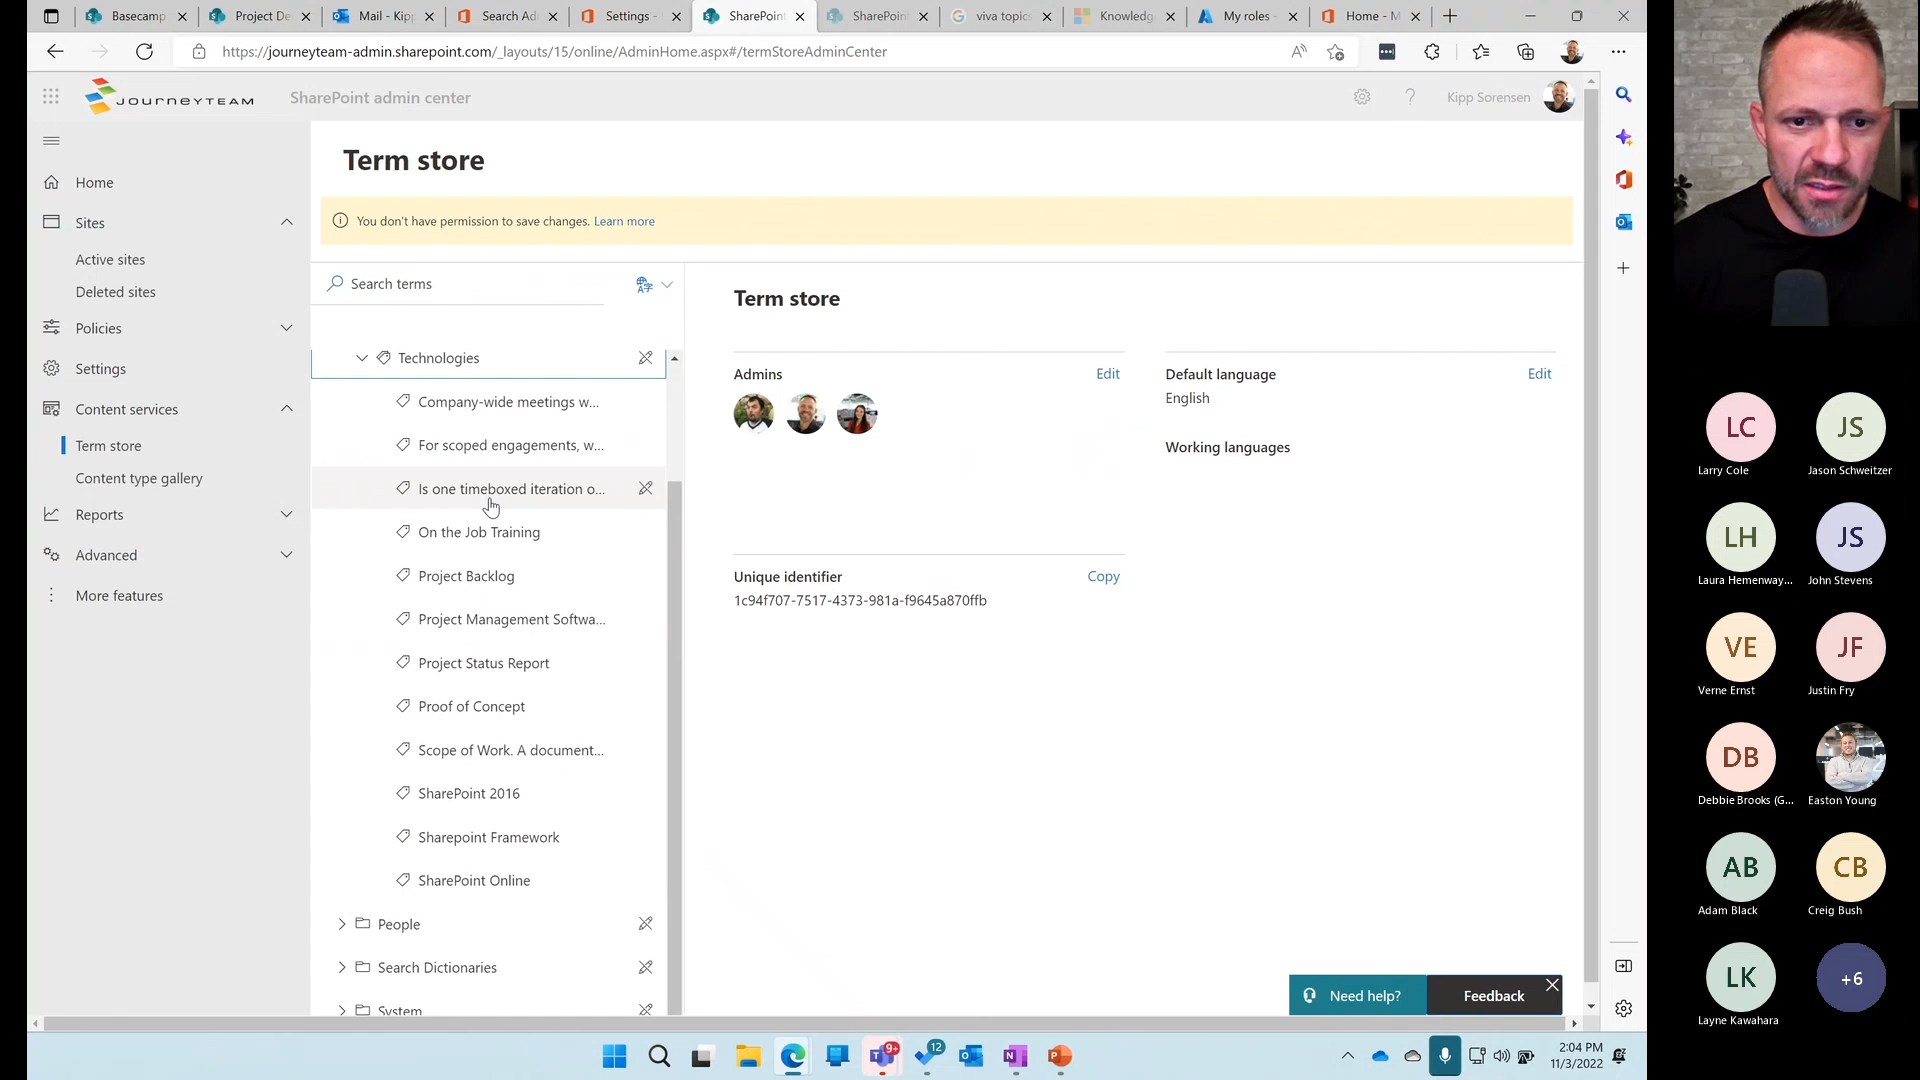 Basecamp
Project De
Mail - Kipp
Search Ad
Settings -
SharePoint
SharePoint
viva topics
Knowledg
My roles -
Home - M
https://journeyteam-admin.sharepoint.com/_layouts/15/online/AdminHome.aspx#/termStoreAdminCenter
JOURNEYTEAM
SharePoint admin center
Kipp Sorensen
Home
Sites
Active sites
Deleted sites
Policies
Settings
Content services
Term store
Content type gallery
Reports
Advanced
More features
Term store
You don't have permission to save changes. Learn more
Search terms
Technologies
Company-wide meetings w...
For scoped engagements, w...
Is one timeboxed iteration o...
On the Job Training
Project Backlog
Project Management Softwa...
Project Status Report
Proof of Concept
Scope of Work. A document...
SharePoint 2016
Sharepoint Framework
SharePoint Online
People
Search Dictionaries
System
Term store
Admins
Edit
Default language
Edit
English
Working languages
Unique identifier
Copy
1c94f707-7517-4373-981a-f9645a870ffb
Need help?
Feedback
9+
12
2:04 PM
11/3/2022
LC
Larry Cole
JS
Jason Schweitzer
LH
Laura Hemenway...
JS
John Stevens
VE
Verne Ernst
JF
Justin Fry
DB
Debbie Brooks (G...
Easton Young
AB
Adam Black
CB
Creig Bush
LK
Layne Kawahara
+6